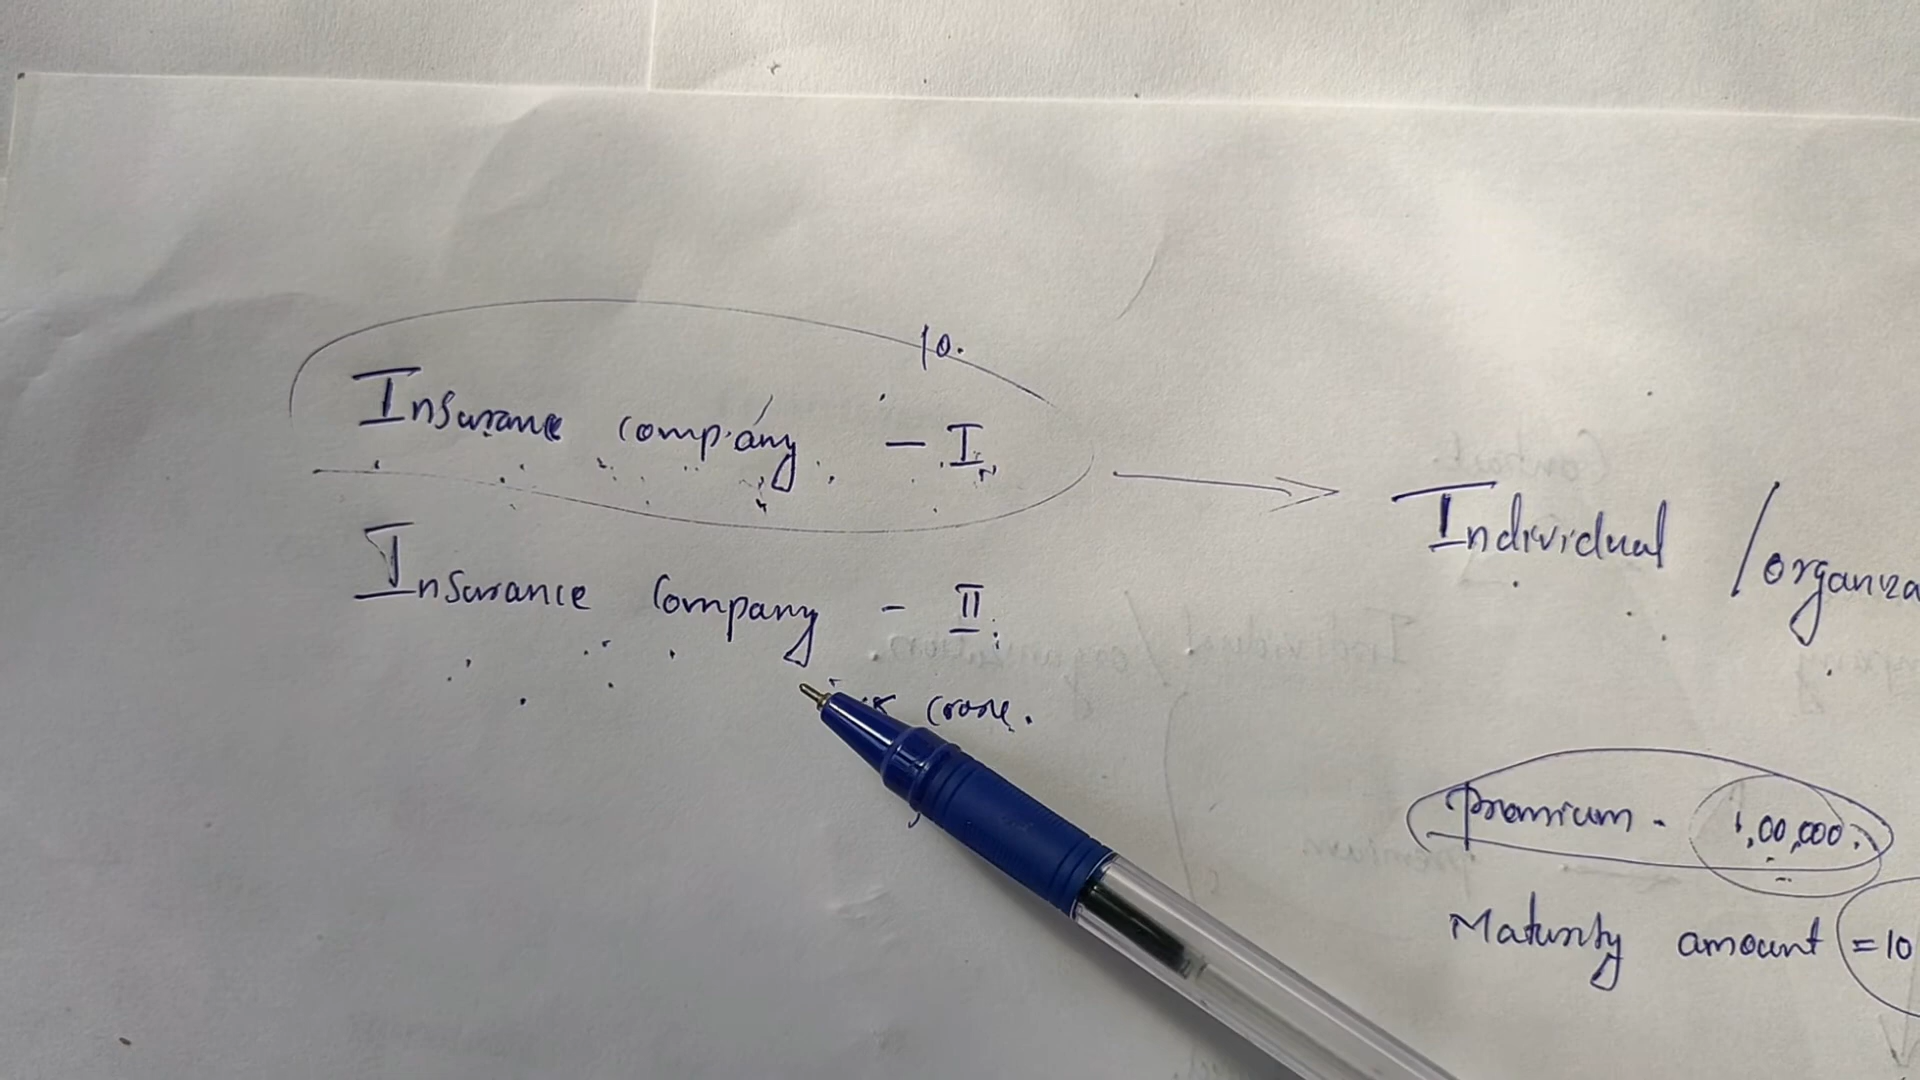 10.
Insurance company - I
Insurance Company - II
crore.
Individual / organiza
Premium - 1,00,000.
Maturity amount = 10